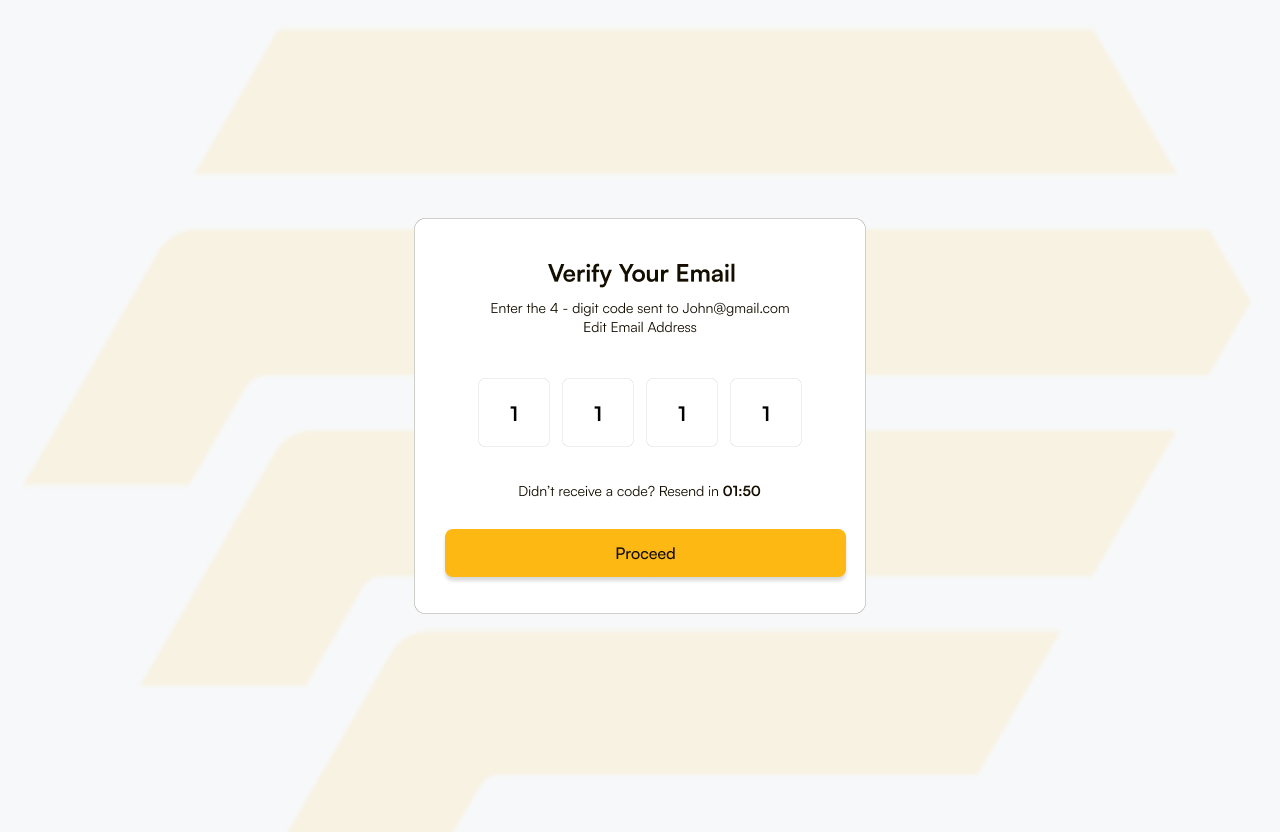 Verify Your Email
Enter the 4 - digit code sent to John@gmail.com
Edit Email Address
1 1 1 1
Didn’t receive a code? Resend in 01:50
Proceed